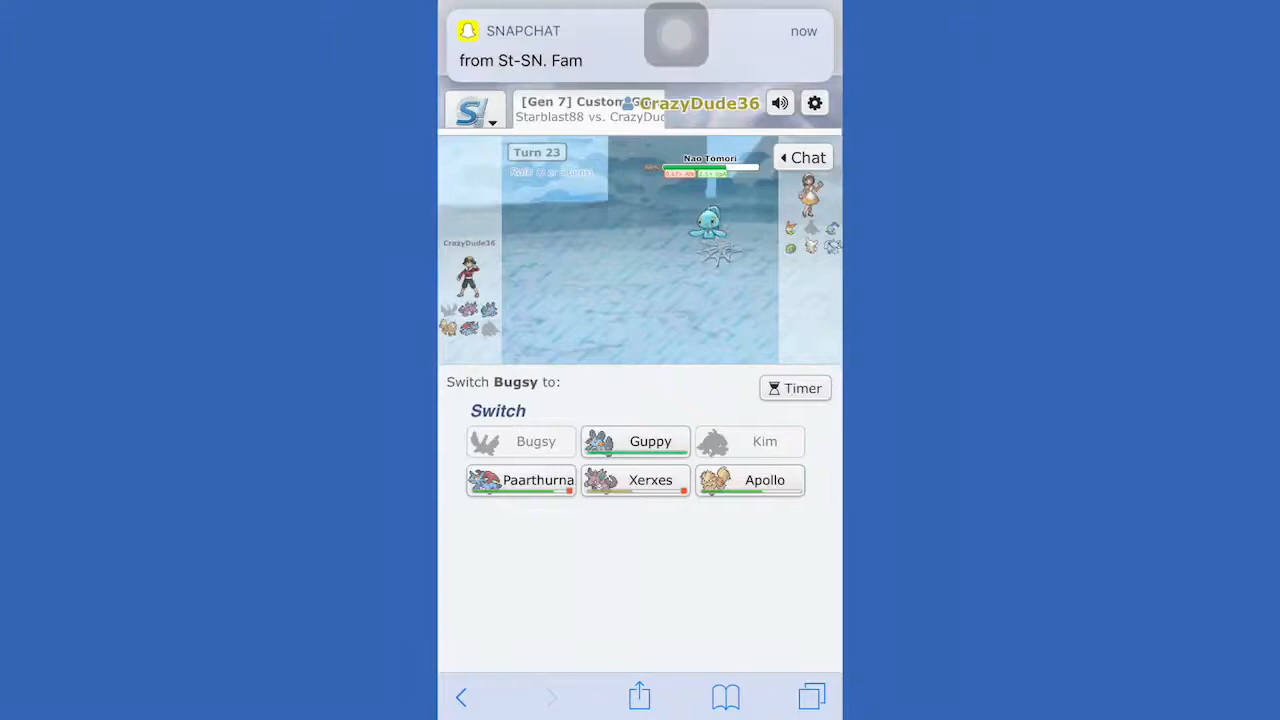 SNAPCHAT
now
from St-SN. Fam
[Gen 7] Custom G
CrazyDude36
Starblast88 vs. CrazyDud
Turn 23
Nao Tomori
Chat
CrazyDude36
Switch Bugsy to:
Timer
Switch
Bugsy
Guppy
Kim
Paarthurna
Xerxes
Apollo